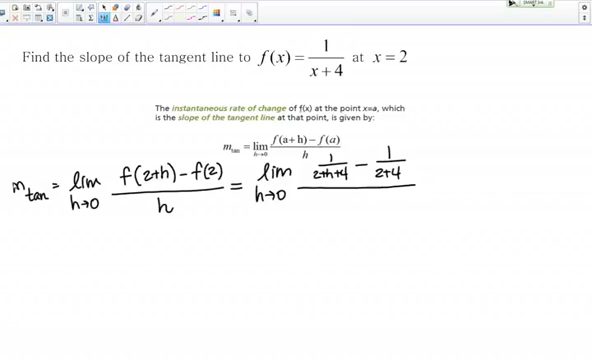 Find the slope of the tangent line to f(x) = 1/(x + 4) at x = 2
The instantaneous rate of change of f(x) at the point x=a, which
is the slope of the tangent line at that point, is given by:
m_tan = lim_{h→0} (f(a+h) − f(a))/h
m_tan = lim_{h→0} (f(2+h) − f(2))/h = lim_{h→0} (1/(2+h+4) − 1/(2+4))/